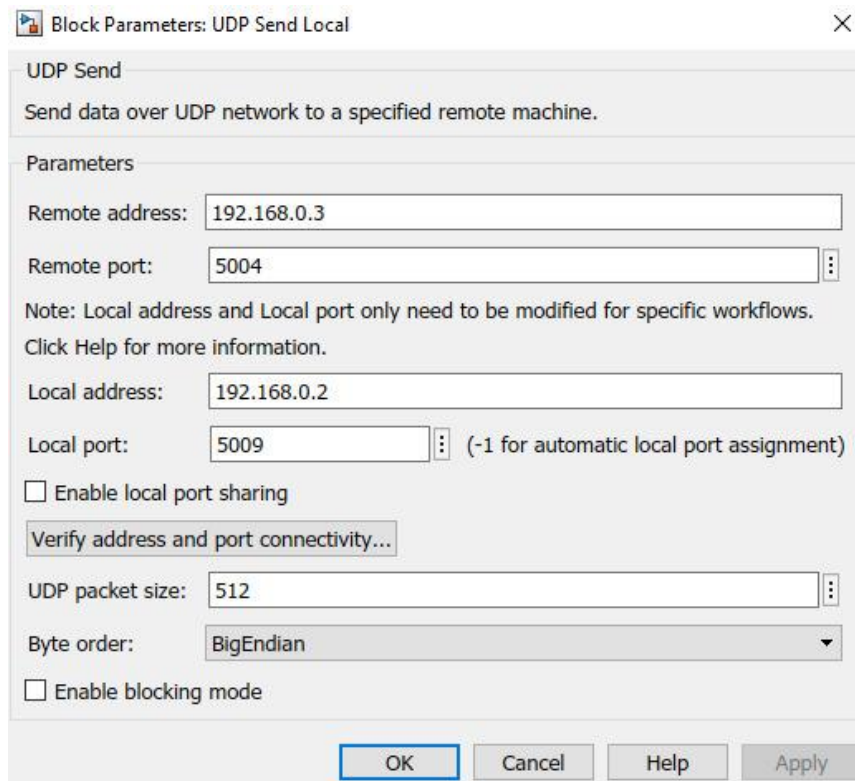 Block Parameters: UDP Send Local
UDP Send
Send data over UDP network to a specified remote machine.
Parameters
Remote address: 192.168.0.3
Remote port: 5004
Note: Local address and Local port only need to be modified for specific workflows.
Click Help for more information.
Local address: 192.168.0.2
Local port: 5009 (-1 for automatic local port assignment)
Enable local port sharing
Verify address and port connectivity...
UDP packet size: 512
Byte order: BigEndian
Enable blocking mode
OK Cancel Help Apply